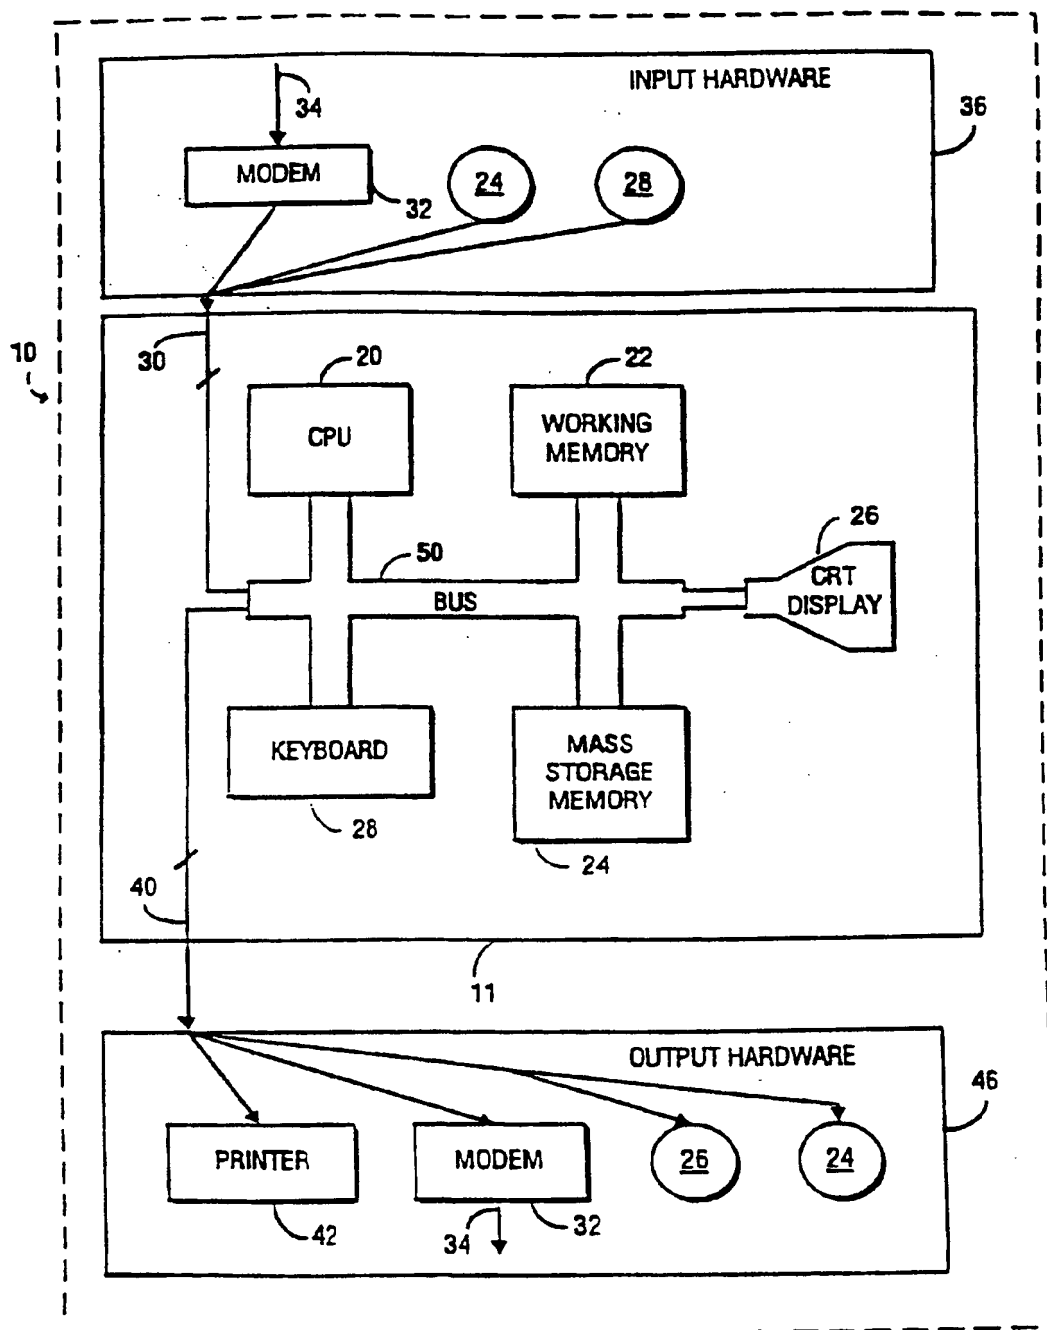 INPUT HARDWARE
34
36
MODEM
24
28
32
10
30
20
22
CPU
WORKING
MEMORY
26
50
CRT
DISPLAY
BUS
KEYBOARD
MASS
STORAGE
MEMORY
28
24
40
11
OUTPUT HARDWARE
46
PRINTER
MODEM
26
24
42
34
32